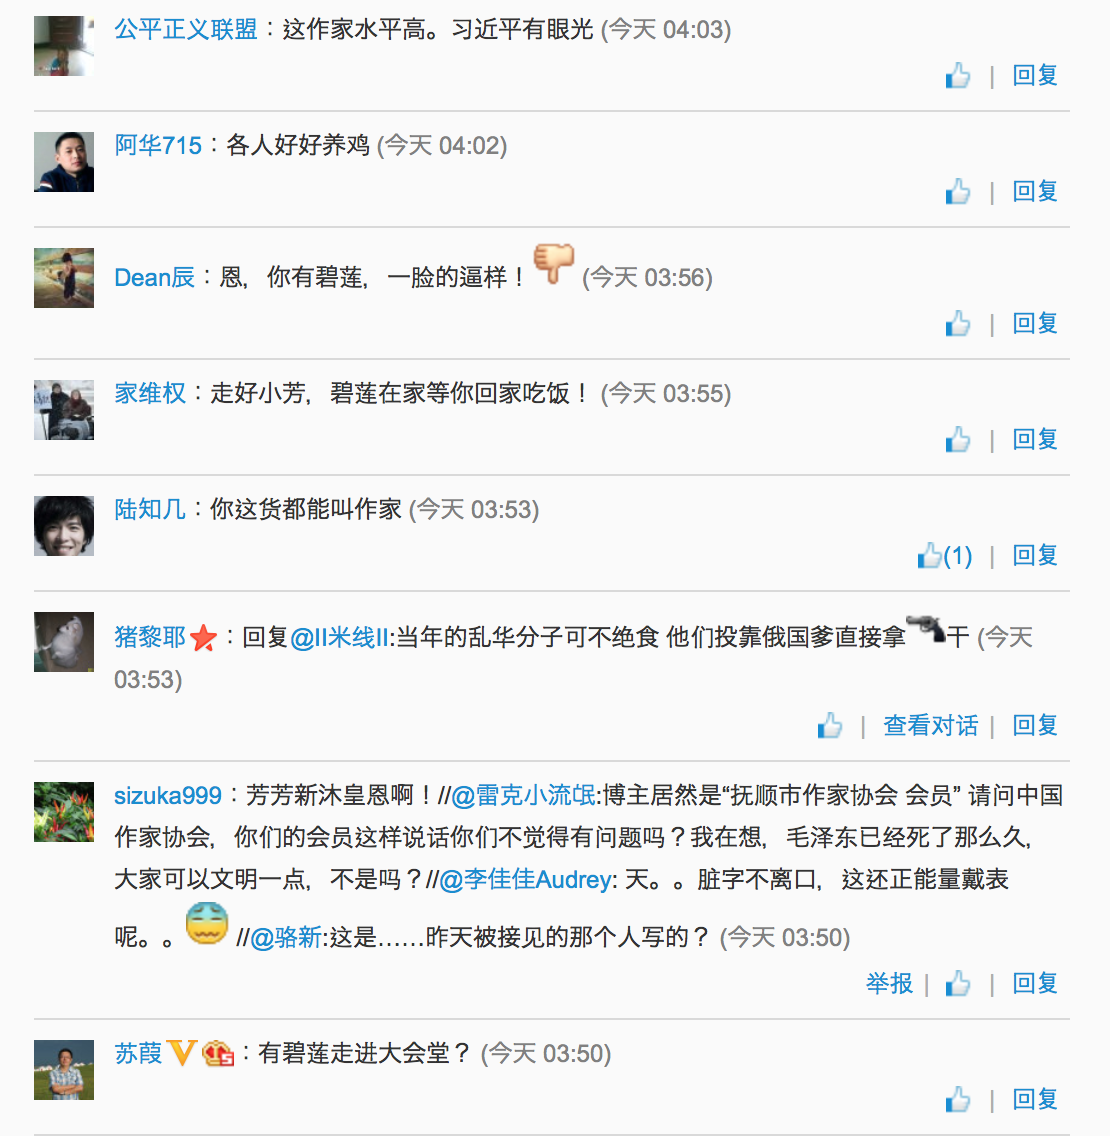 公平正义联盟：这作家水平高。习近平有眼光 (今天 04:03)
| 回复
阿华715：各人好好养鸡 (今天 04:02)
| 回复
Dean辰：恩，你有碧莲，一脸的逼样！ (今天 03:56)
| 回复
家维权：走好小芳，碧莲在家等你回家吃饭！ (今天 03:55)
| 回复
陆知几：你这货都能叫作家 (今天 03:53)
(1) | 回复
猪黎耶：回复@II米线II:当年的乱华分子可不绝食 他们投靠俄国爹直接拿干 (今天
03:53)
| 查看对话 | 回复
sizuka999：芳芳新沐皇恩啊！//@雷克小流氓:博主居然是“抚顺市作家协会 会员” 请问中国
作家协会，你们的会员这样说话你们不觉得有问题吗？我在想，毛泽东已经死了那么久，
大家可以文明一点，不是吗？//@李佳佳Audrey: 天。。脏字不离口，这还正能量戴表
呢。。 //@骆新:这是……昨天被接见的那个人写的？ (今天 03:50)
举报 | | 回复
苏葭V：有碧莲走进大会堂？ (今天 03:50)
| 回复